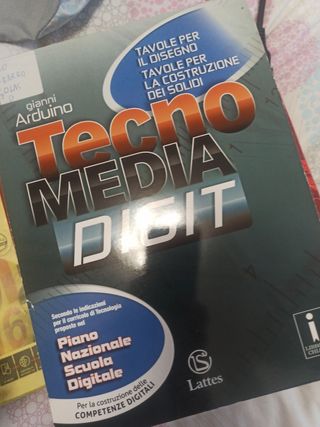 TAVOLE PER
IL DISEGNO
TAVOLE PER
LA COSTRUZIONE
DEI SOLIDI
gianni
Arduino
Tecno
MEDIA
DIGIT
Secondo le indicazioni
per il curricolo di Tecnologia
proposte nel
Piano
Nazionale
Scuola
Digitale
Per la costruzione delle
COMPETENZE DIGITALI
LS
Lattes